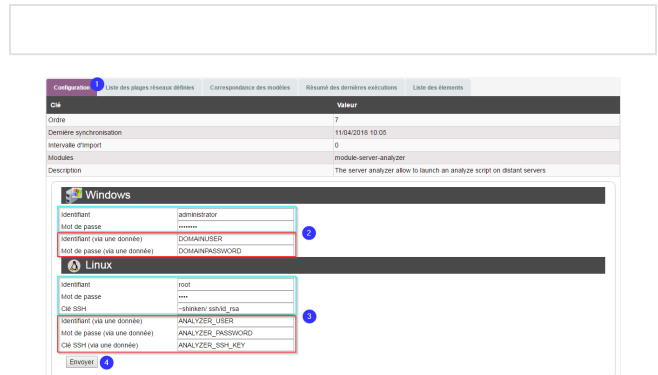 Configuration 1 Liste des plages réseaux définies Correspondance des modèles Résumé des dernières exécutions Liste des éléments
Clé Valeur
Ordre 7
Dernière synchronisation 11/04/2018 10:05
Intervalle d'import 0
Modules module-server-analyzer
Description The server analyzer allow to launch an analyze script on distant servers
Windows
Identifiant administrator
Mot de passe ••••••••
2
Identifiant (via une donnée) DOMAINUSER
Mot de passe (via une donnée) DOMAINPASSWORD
Linux
Identifiant root
Mot de passe ••••
Clé SSH ~shinken/.ssh/id_rsa
3
Identifiant (via une donnée) ANALYZER_USER
Mot de passe (via une donnée) ANALYZER_PASSWORD
Clé SSH (via une donnée) ANALYZER_SSH_KEY
Envoyer 4